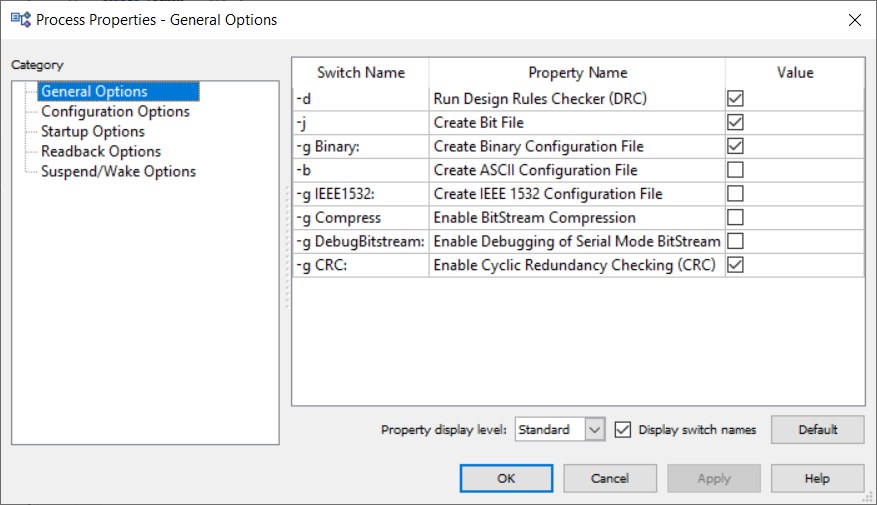 Process Properties - General Options
Category
General Options
Configuration Options
Startup Options
Readback Options
Suspend/Wake Options
Switch Name Property Name Value
-d Run Design Rules Checker (DRC)
-j Create Bit File
-g Binary: Create Binary Configuration File
-b Create ASCII Configuration File
-g IEEE1532: Create IEEE 1532 Configuration File
-g Compress Enable BitStream Compression
-g DebugBitstream: Enable Debugging of Serial Mode BitStream
-g CRC: Enable Cyclic Redundancy Checking (CRC)
Property display level: Standard Display switch names Default
OK Cancel Apply Help